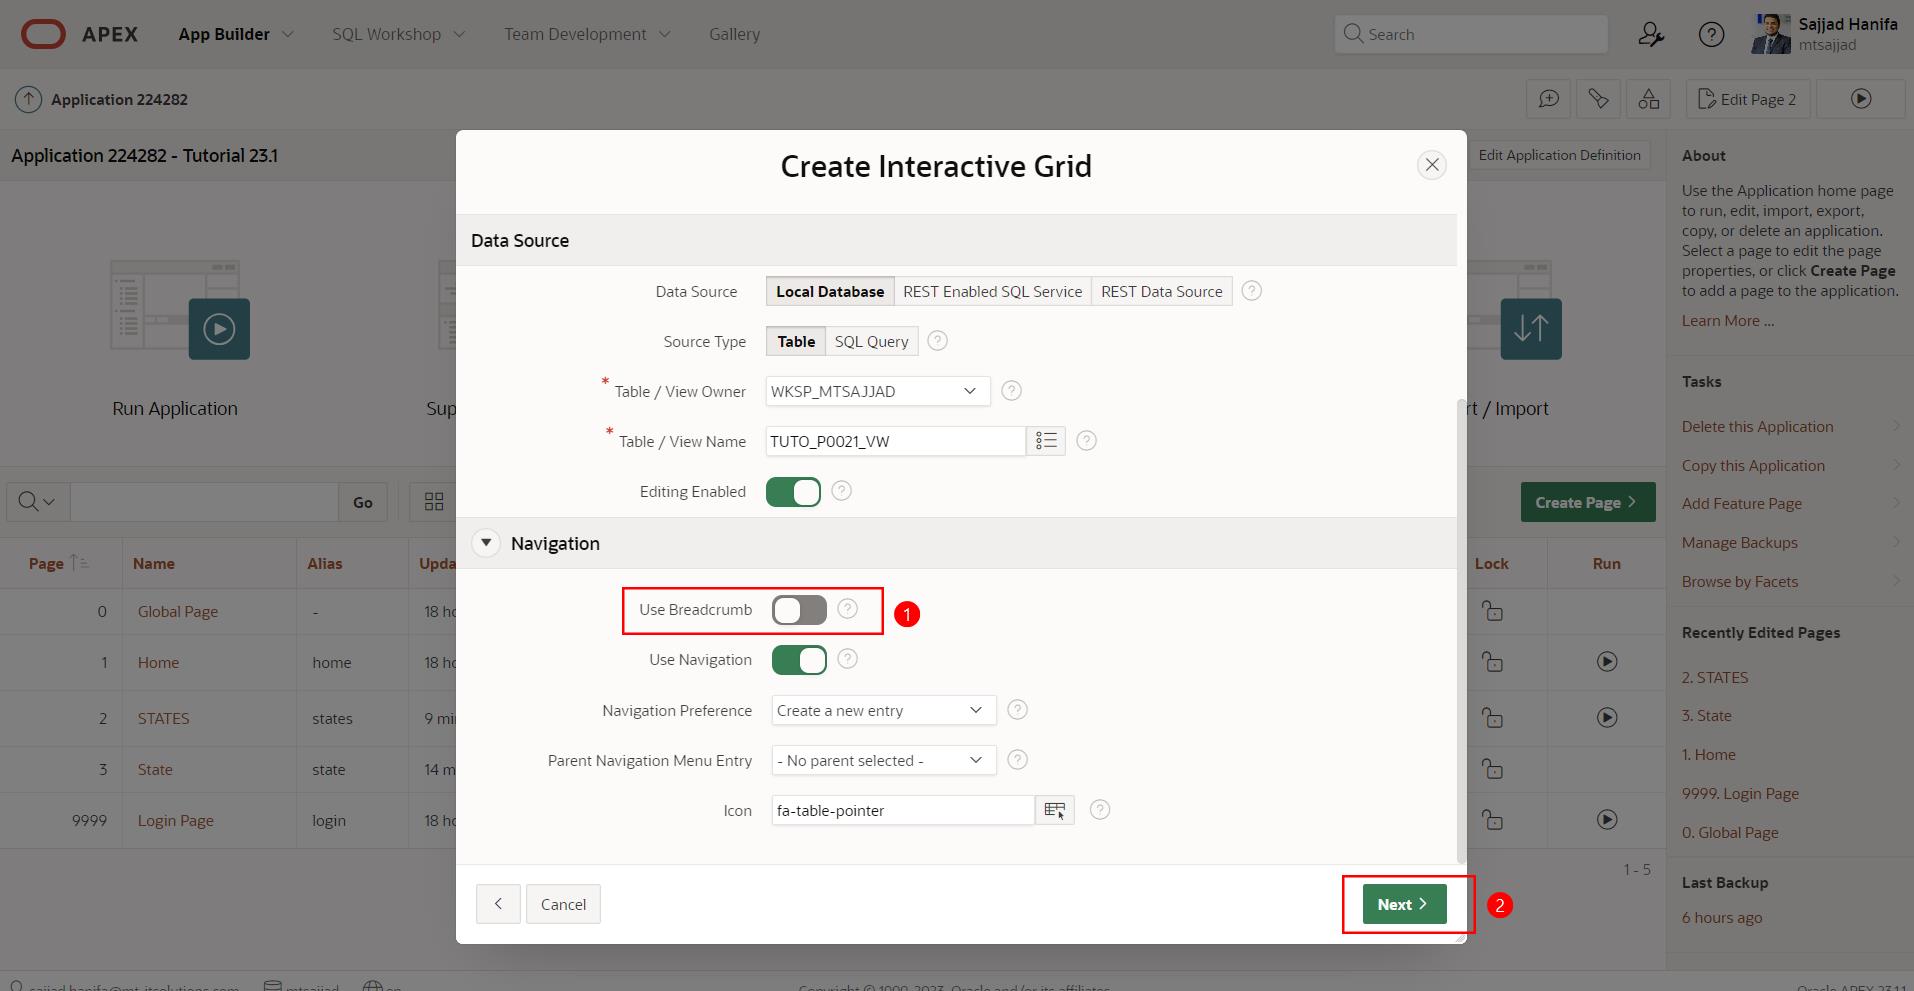 APEX App Builder SQL Workshop Team Development Gallery Search Sajjad Hanifa
mtsajjad
Application 224282 Edit Page 2
Application 224282 - Tutorial 23.1 Edit Application Definition
Create Interactive Grid
Data Source
Data Source Local Database REST Enabled SQL Service REST Data Source
Source Type Table SQL Query
* Table / View Owner WKSP_MTSAJJAD
* Table / View Name TUTO_P0021_VW
Editing Enabled
Navigation
Use Breadcrumb 1
Use Navigation
Navigation Preference Create a new entry
Parent Navigation Menu Entry - No parent selected -
Icon fa-table-pointer
Cancel Next 2
Run Application
Sup
rt / Import
Go
Create Page
Page Name Alias Upda Lock Run
0 Global Page - 18 ho
1 Home home 18 ho
2 STATES states 9 mi
3 State state 14 m
9999 Login Page login 18 ho
1 - 5
About
Use the Application home page
to run, edit, import, export,
copy, or delete an application.
Select a page to edit the page
properties, or click Create Page
to add a page to the application.
Learn More ...
Tasks
Delete this Application
Copy this Application
Add Feature Page
Manage Backups
Browse by Facets
Recently Edited Pages
2. STATES
3. State
1. Home
9999. Login Page
0. Global Page
Last Backup
6 hours ago
sajjad.hanifa@mt-itsolutions.com mtsajjad en Copyright © 1999, 2023, Oracle and/or its affiliates. Oracle APEX 23.1.1